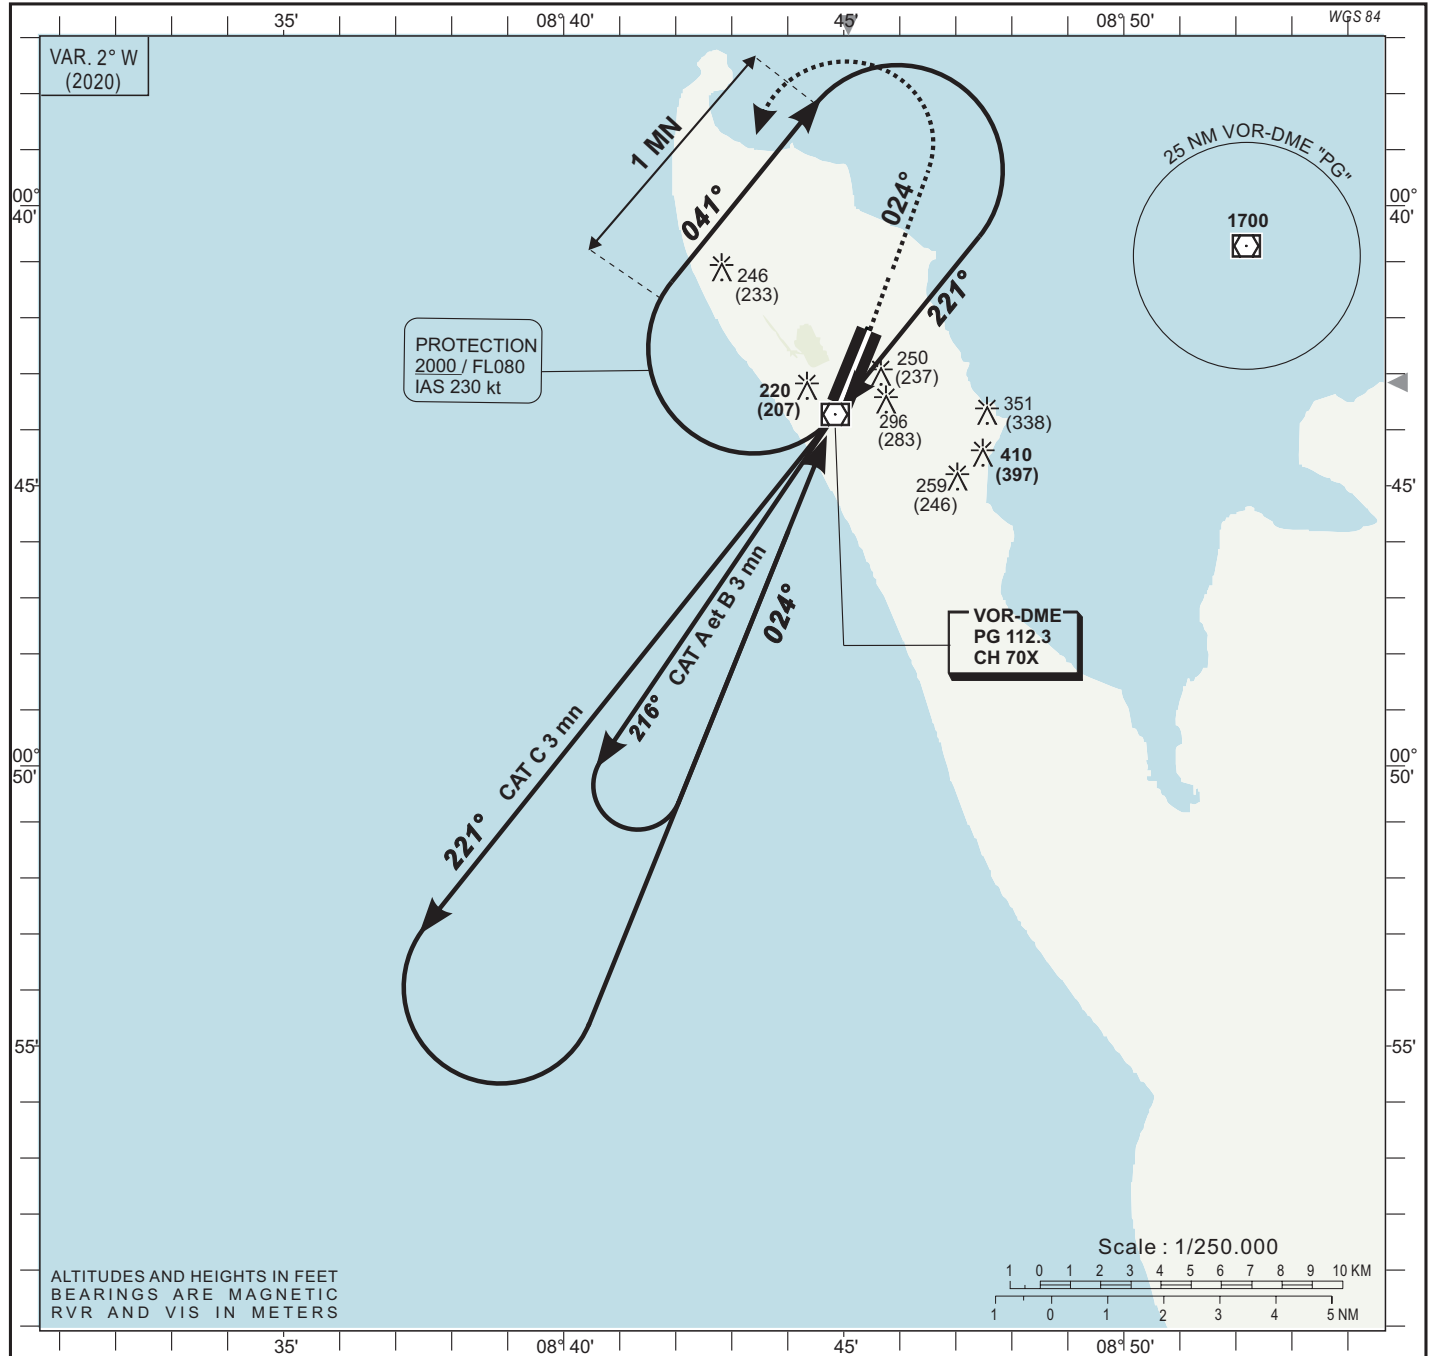 35'
08° 40'
45'
08° 50'
WGS 84
VAR. 2° W
(2020)
25 NM VOR-DME "PG"
1700
1 MN
041°
024°
221°
00°
40'
00°
40'
246
(233)
PROTECTION
2000 / FL080
IAS 230 kt
250
(237)
220
(207)
296
(283)
351
(338)
410
(397)
259
(246)
45'
45'
CAT A et B 3 mn
216°
024°
VOR-DME
PG 112.3
CH 70X
CAT C 3 mn
221°
00°
50'
00°
50'
55'
55'
Scale : 1/250.000
1 0 1 2 3 4 5 6 7 8 9 10 KM
1 0 1 2 3 4 5 NM
ALTITUDES AND HEIGHTS IN FEET
BEARINGS ARE MAGNETIC
RVR AND VIS IN METERS
35'
08° 40'
45'
08° 50'